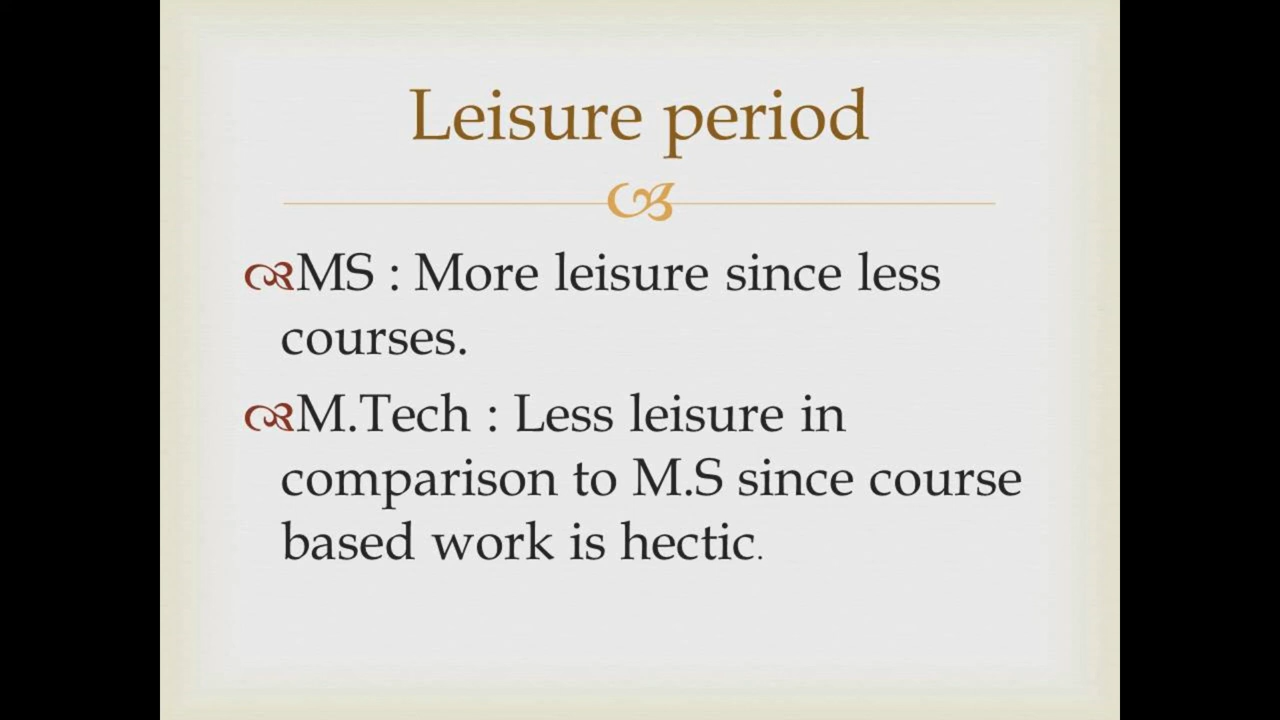 Leisure period
MS : More leisure since less
courses.
M.Tech : Less leisure in
comparison to M.S since course
based work is hectic.